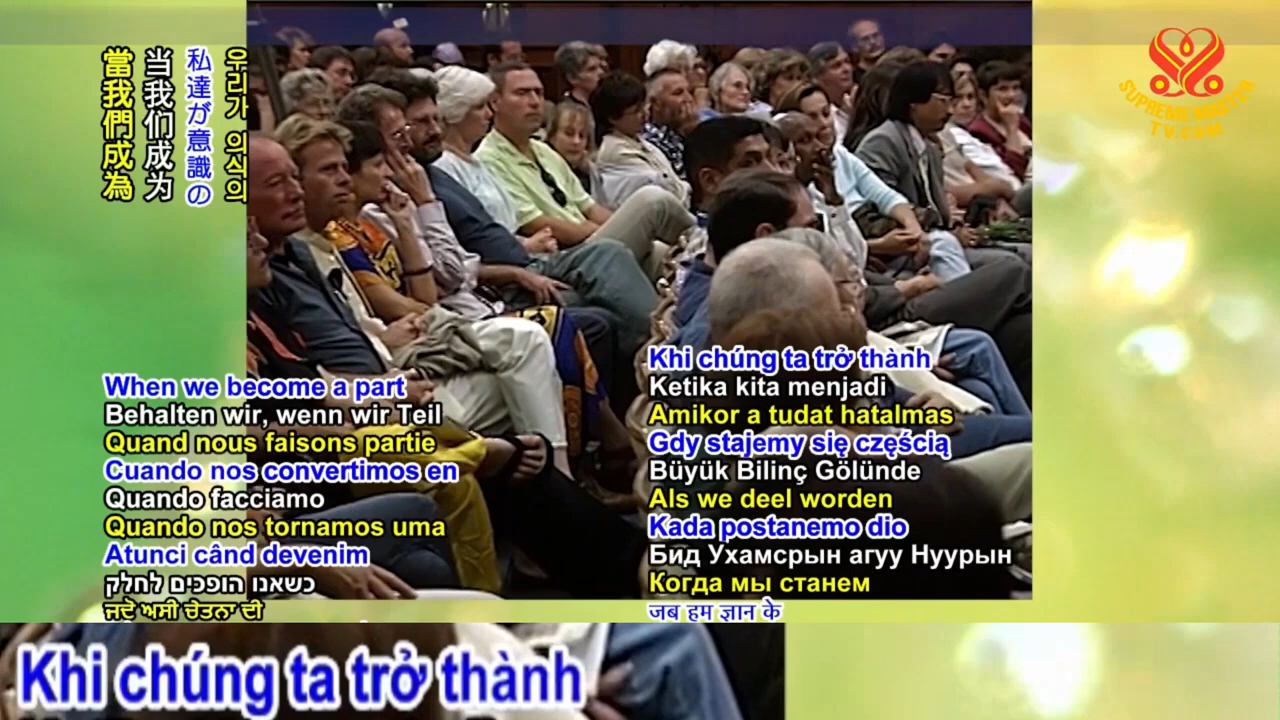 當我們成為
当我们成为
私達が意識の
우리가 의식의
SUPREME MASTER
TV.COM
When we become a part
Behalten wir, wenn wir Teil
Quand nous faisons partie
Cuando nos convertimos en
Quando facciamo
Quando nos tornamos uma
Atunci când devenim
כשאנו הופכים לחלק
ਜਦੋ ਅਸੀ ਚੇਤਨਾ ਦੀ
Khi chúng ta trở thành
Ketika kita menjadi
Amikor a tudat hatalmas
Gdy stajemy się częścią
Büyük Bilinç Gölünde
Als we deel worden
Kada postanemo dio
Бид Ухамсрын агуу Нуурын
Когда мы станем
जब हम ज्ञान के
Khi chúng ta trở thành